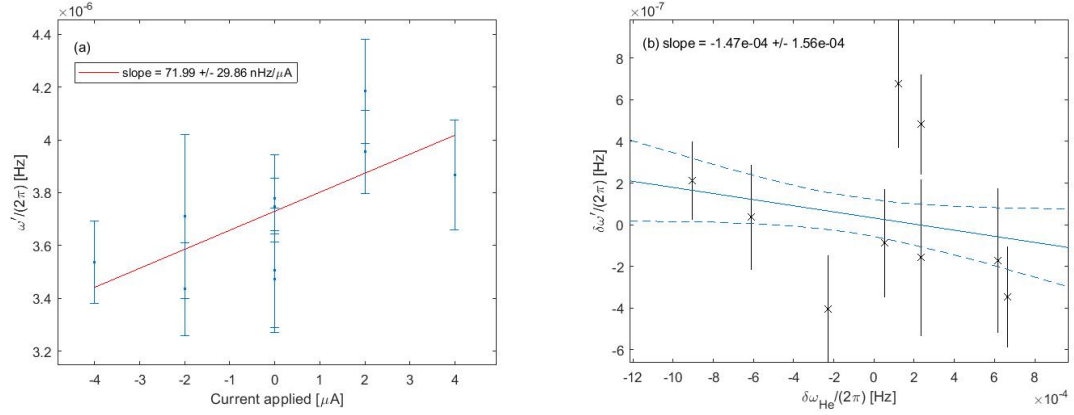 ×10⁻⁶
(a)
slope = 71.99 +/- 29.86 nHz/μA
4.4
4.2
4
3.8
3.6
3.4
3.2
ω′/(2π) [Hz]
-4 -3 -2 -1 0 1 2 3 4
Current applied [μA]
×10⁻⁷
(b) slope = -1.47e-04 +/- 1.56e-04
8
6
4
2
0
-2
-4
-6
δω′/(2π) [Hz]
-12 -10 -8 -6 -4 -2 0 2 4 6 8
δω_He/(2π) [Hz]
×10⁻⁴